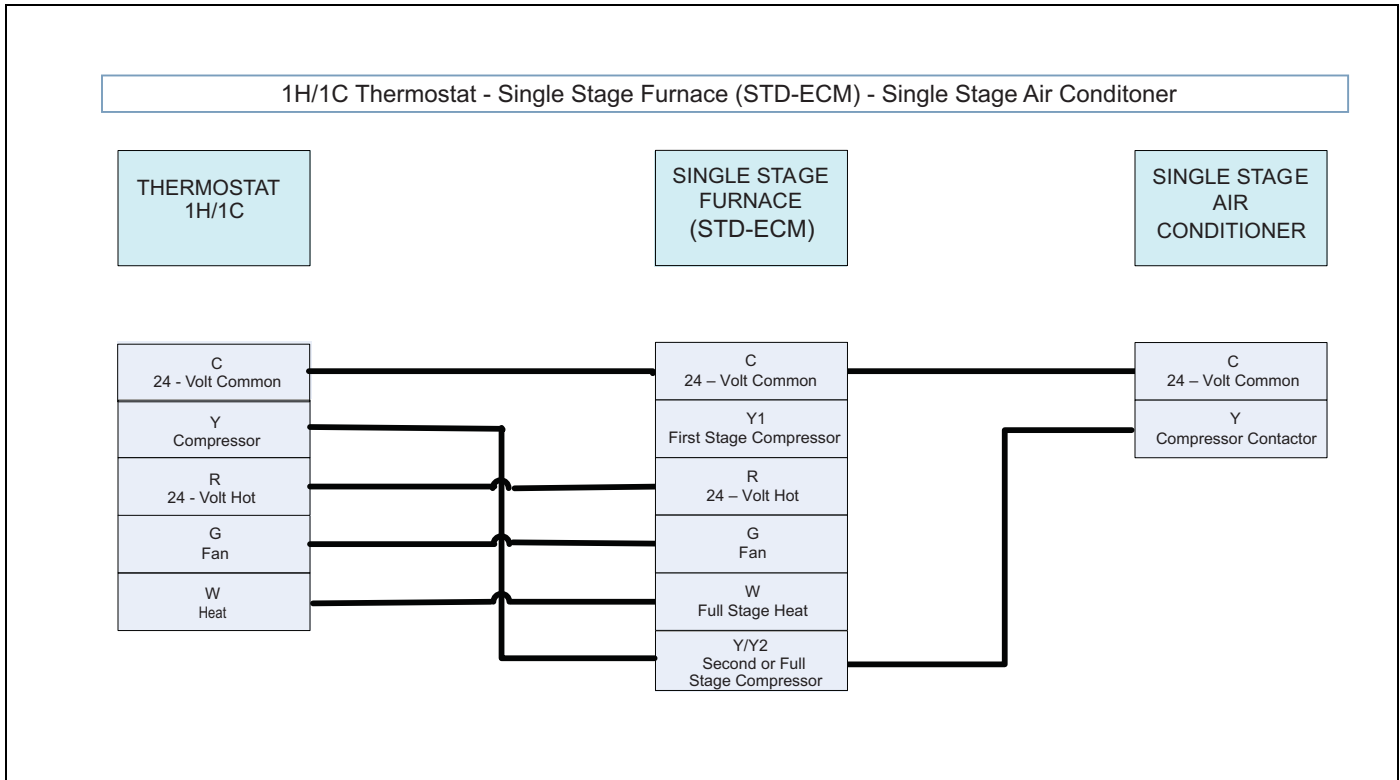 1H/1C Thermostat - Single Stage Furnace (STD-ECM) - Single Stage Air Conditoner
THERMOSTAT
1H/1C
SINGLE STAGE
FURNACE
(STD-ECM)
SINGLE STAGE
AIR
CONDITIONER
C
24 - Volt Common
Y
Compressor
R
24 - Volt Hot
G
Fan
W
Heat
C
24 – Volt Common
Y1
First Stage Compressor
R
24 – Volt Hot
G
Fan
W
Full Stage Heat
Y/Y2
Second or Full
Stage Compressor
C
24 – Volt Common
Y
Compressor Contactor